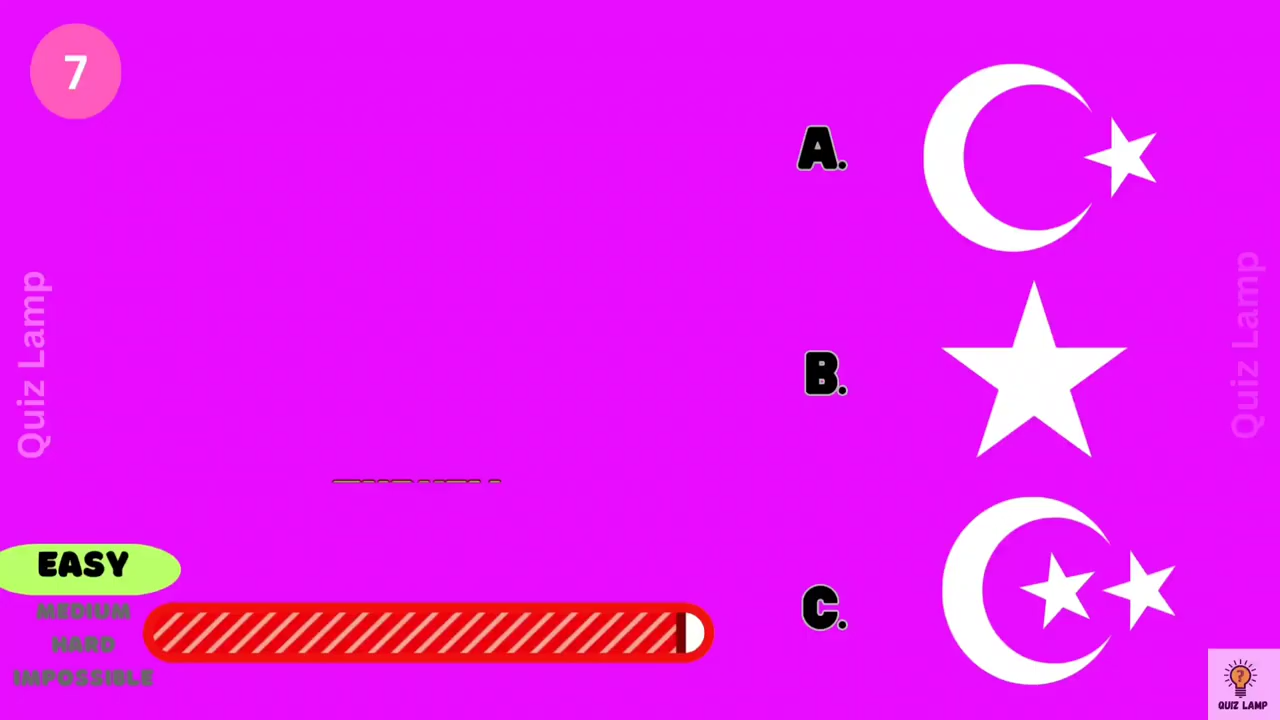 7
A.
B.
C.
Quiz Lamp
Quiz Lamp
EASY
MEDIUM
HARD
IMPOSSIBLE
?
QUIZ LAMP